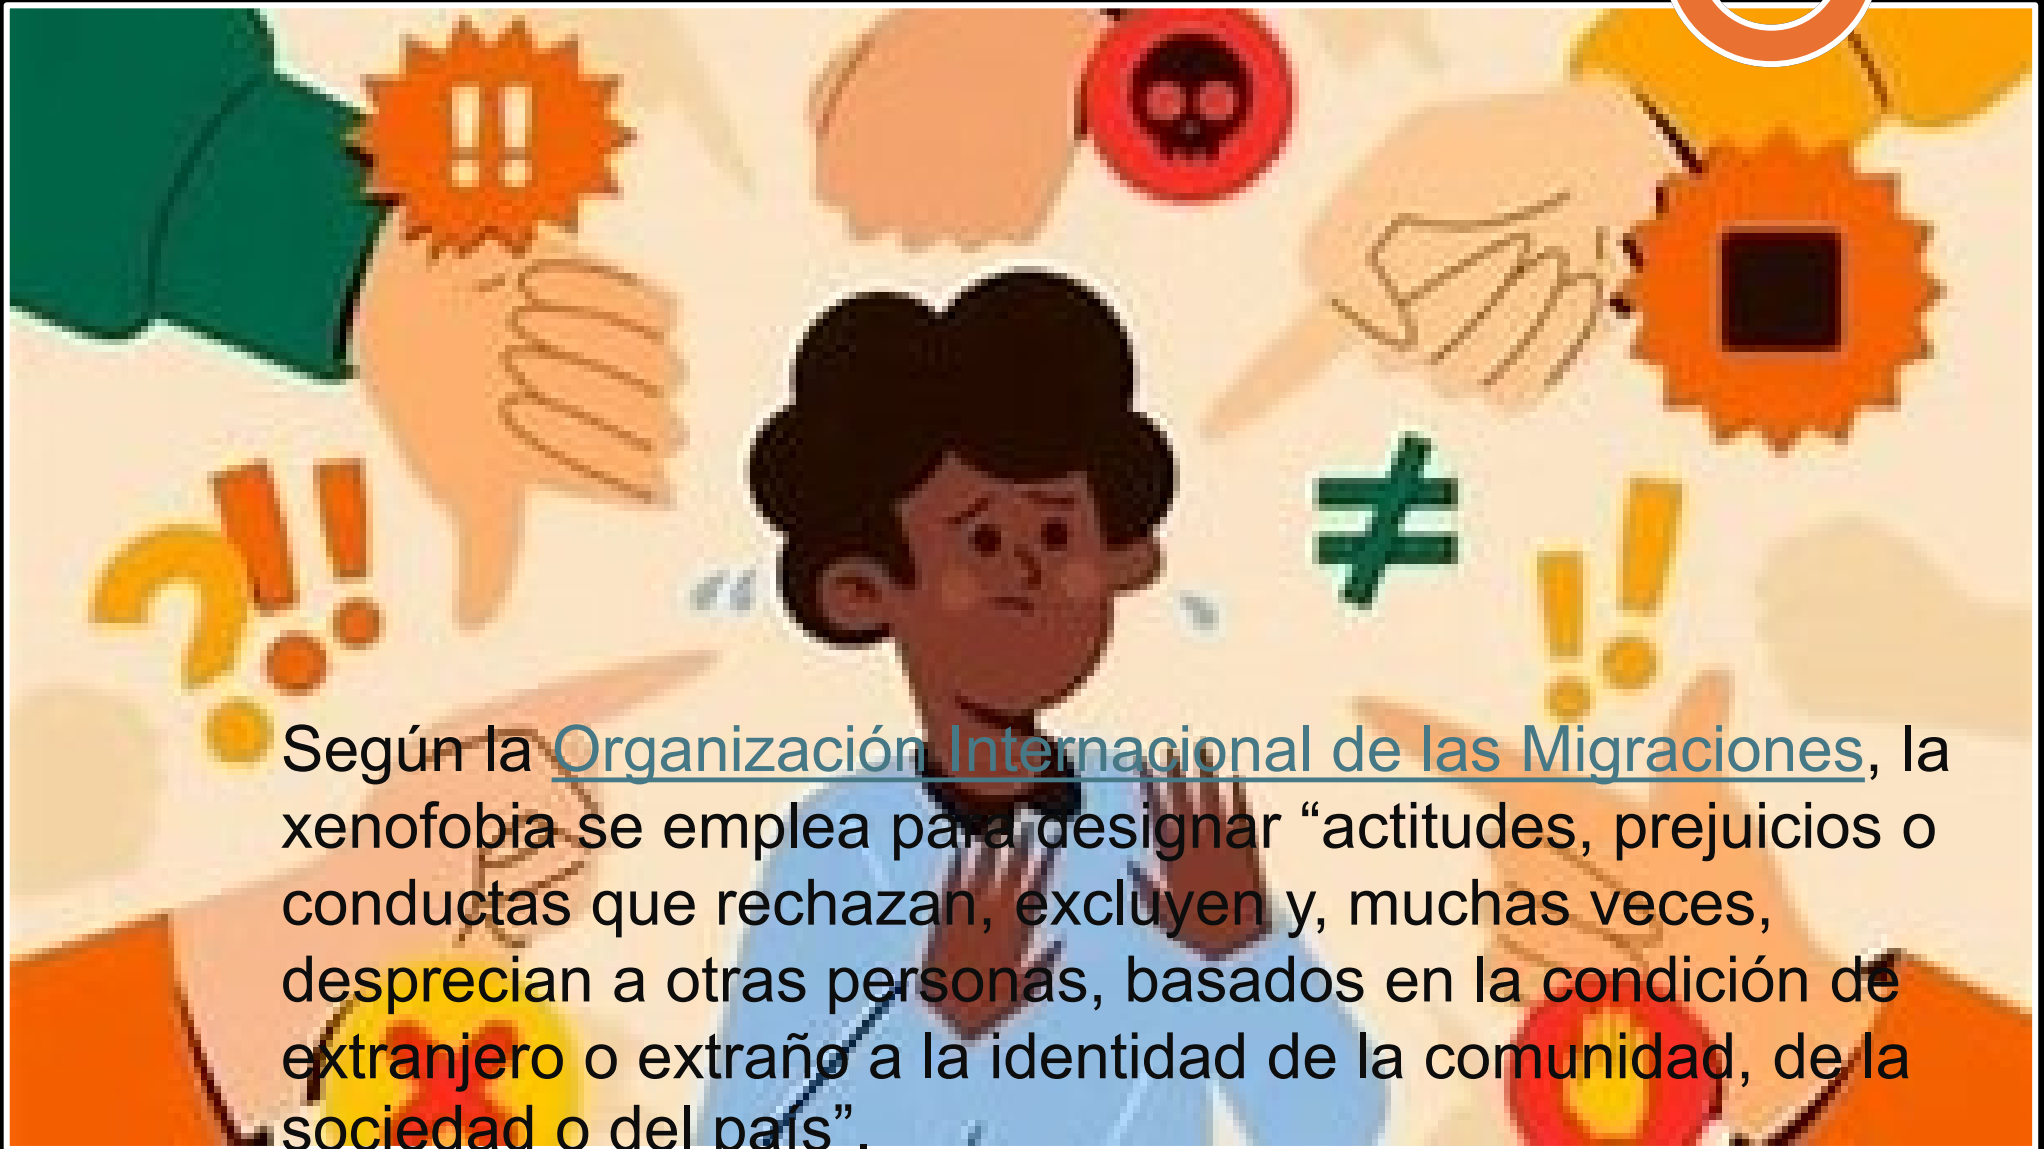 Según la Organización Internacional de las Migraciones, la
xenofobia se emplea para designar “actitudes, prejuicios o
conductas que rechazan, excluyen y, muchas veces,
desprecian a otras personas, basados en la condición de
extranjero o extraño a la identidad de la comunidad, de la
sociedad o del país”.